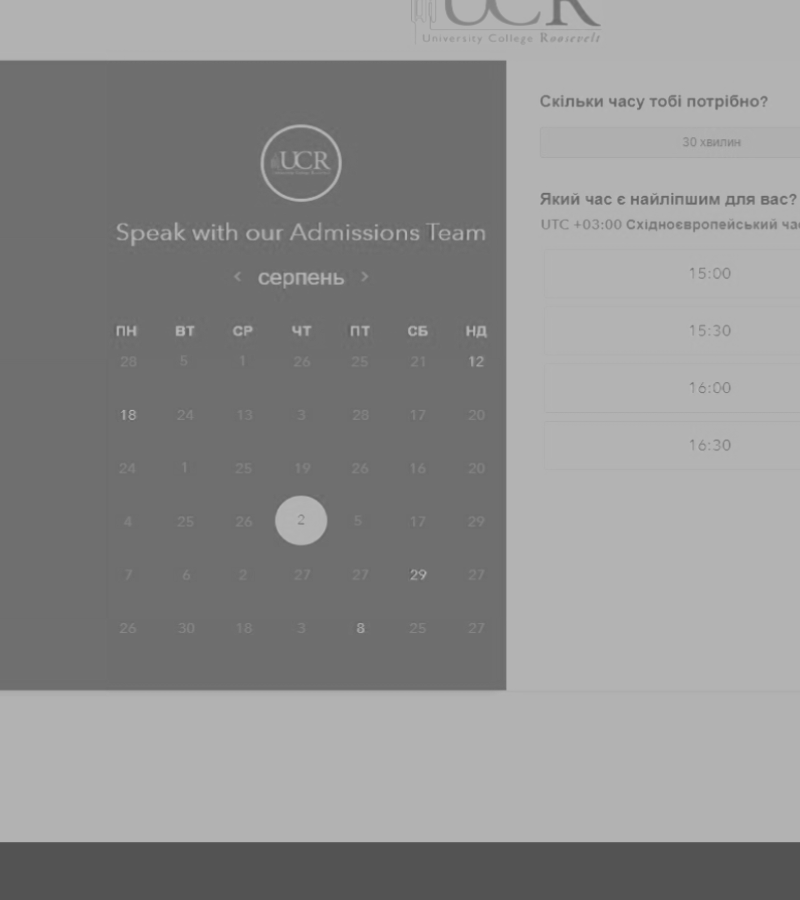 UCR
University College Roosevelt
Скільки часу тобі потрібно?
30 хвилин
UCR
Який час є найліпшим для вас?
UTC +03:00 Східноєвропейський час
Speak with our Admissions Team
< серпень >
15:00
15:30
16:00
16:30
ПН ВТ СР ЧТ ПТ СБ НД
28 5 1 26 25 21 12
18 24 13 3 28 17 20
24 1 25 19 26 16 20
4 25 26 2 5 17 29
7 6 2 27 27 29 27
26 30 18 3 8 25 27